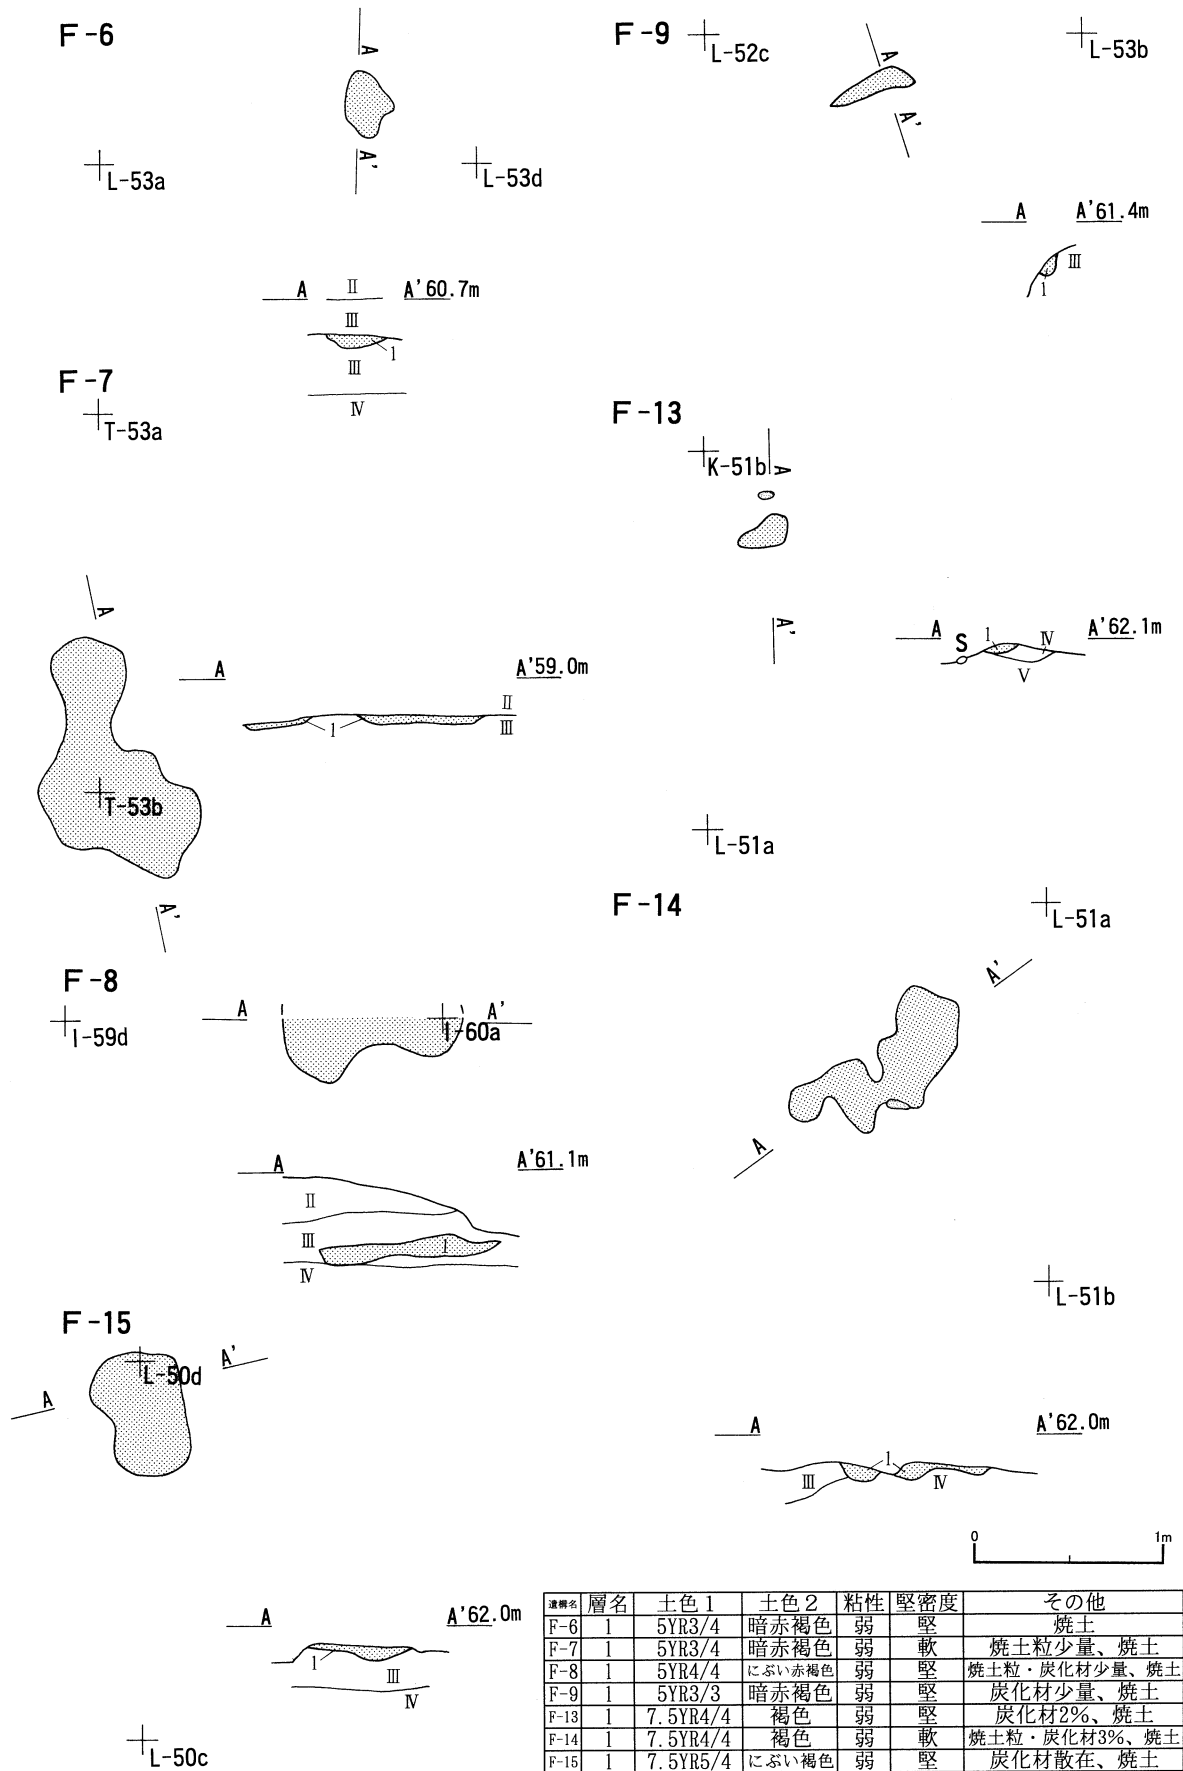 F-6
A
A'
L-53a
L-53d
A Ⅱ A'60.7m
Ⅲ
1
Ⅲ
Ⅳ
F-7
T-53a
A
T-53b
A'
A A'59.0m
Ⅱ
1 Ⅲ
F-8
I-59d
A A'
I-60a
A A'61.1m
Ⅱ
Ⅲ 1
Ⅳ
F-15
L-50d
A'
A
A A'62.0m
1 Ⅲ
Ⅳ
L-50c
F-9
L-52c
L-53b
A
A'
A A'61.4m
Ⅲ
1
F-13
K-51b
A
A'
A S 1 Ⅳ A'62.1m
Ⅴ
L-51a
F-14
L-51a
A'
A
L-51b
A A'62.0m
1
Ⅲ Ⅳ
0 1m
遺構名 層名 土色1 土色2 粘性 堅密度 その他
F-6 1 5YR3/4 暗赤褐色 弱 堅 焼土
F-7 1 5YR3/4 暗赤褐色 弱 軟 焼土粒少量、焼土
F-8 1 5YR4/4 にぶい赤褐色 弱 堅 焼土粒・炭化材少量、焼土
F-9 1 5YR3/3 暗赤褐色 弱 堅 炭化材少量、焼土
F-13 1 7.5YR4/4 褐色 弱 堅 炭化材2%、焼土
F-14 1 7.5YR4/4 褐色 弱 軟 焼土粒・炭化材3%、焼土
F-15 1 7.5YR5/4 にぶい褐色 弱 堅 炭化材散在、焼土